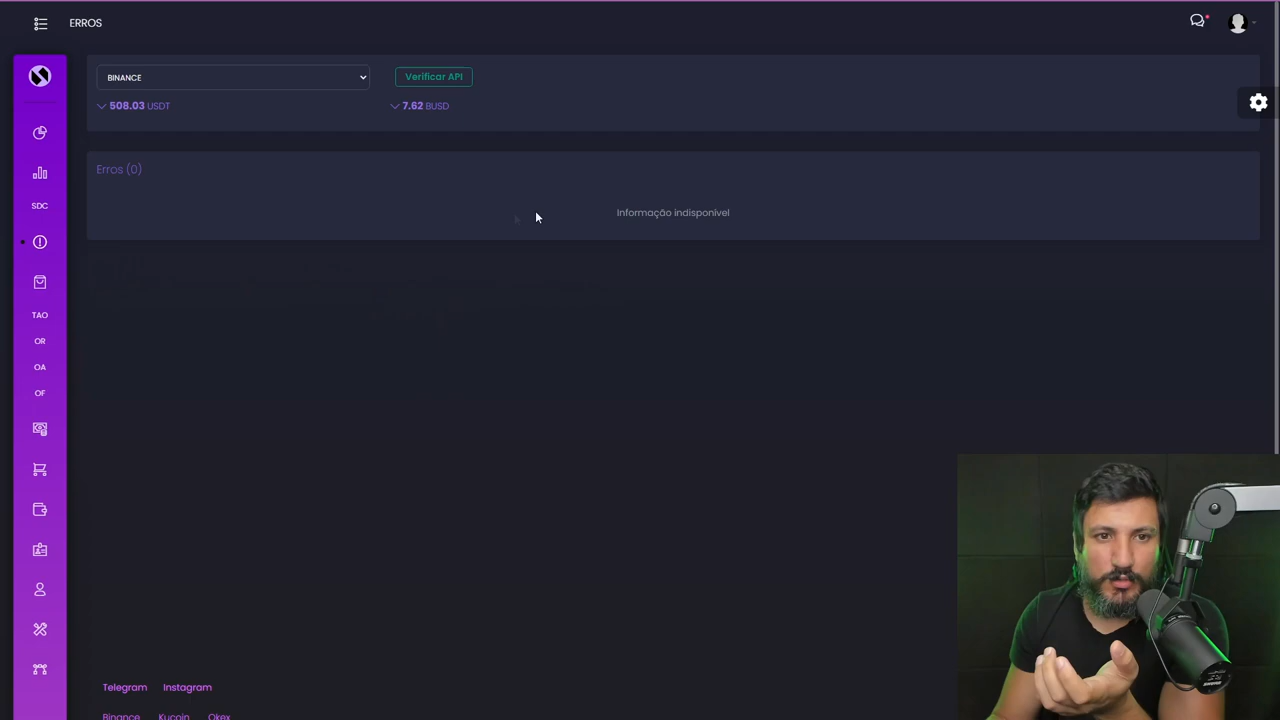 ERROS
BINANCE
Verificar API
508.03 USDT
7.62 BUSD
Erros (0)
Informação indisponível
SDC
TAO
OR
OA
OF
Telegram Instagram
Binance Kucoin Okex
SHURE